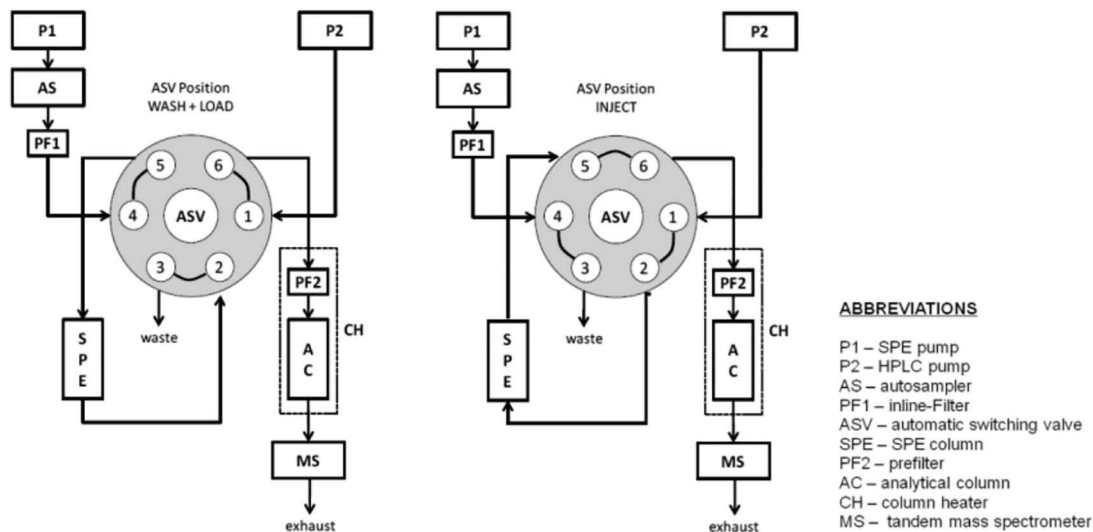 P1
P2
AS
ASV Position
WASH + LOAD
PF1
5
6
4
ASV
1
3
2
waste
PF2
CH
S
P
E
A
C
MS
exhaust
P1
P2
AS
ASV Position
INJECT
PF1
5
6
4
ASV
1
3
2
waste
PF2
CH
S
P
E
A
C
MS
exhaust
ABBREVIATIONS
P1 – SPE pump
P2 – HPLC pump
AS – autosampler
PF1 – inline-Filter
ASV – automatic switching valve
SPE – SPE column
PF2 – prefilter
AC – analytical column
CH – column heater
MS – tandem mass spectrometer